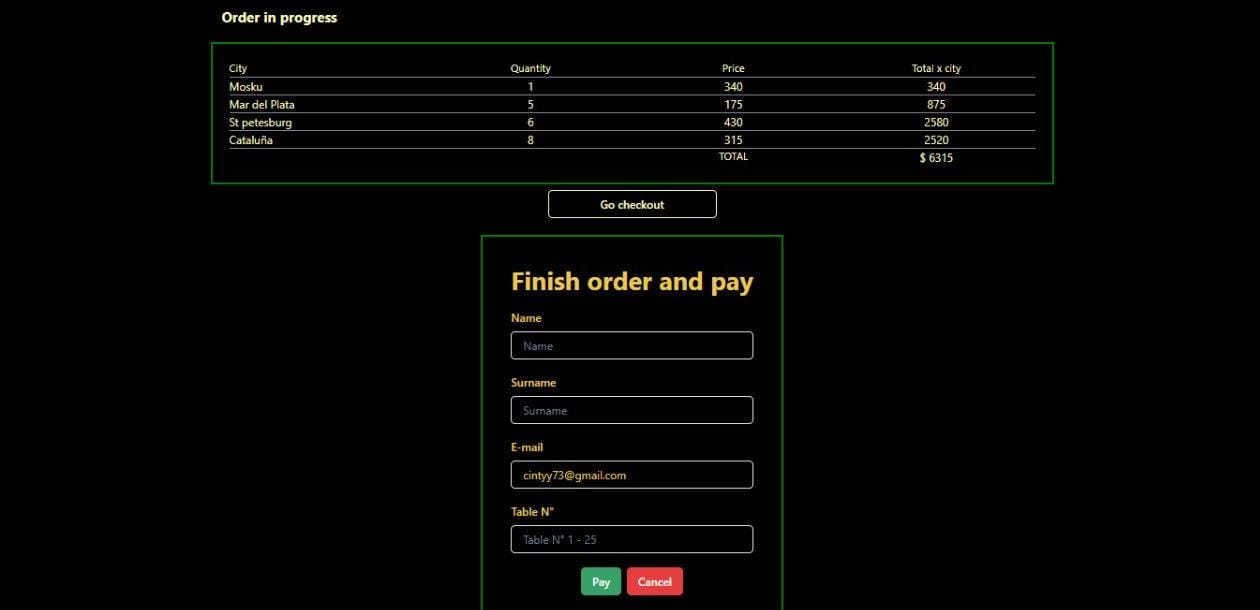 Order in progress
City Quantity Price Total x city
Mosku 1 340 340
Mar del Plata 5 175 875
St petesburg 6 430 2580
Cataluña 8 315 2520
TOTAL $ 6315
Go checkout
Finish order and pay
Name
Name
Surname
Surname
E-mail
cintyy73@gmail.com
Table N°
Table N° 1 - 25
Pay Cancel